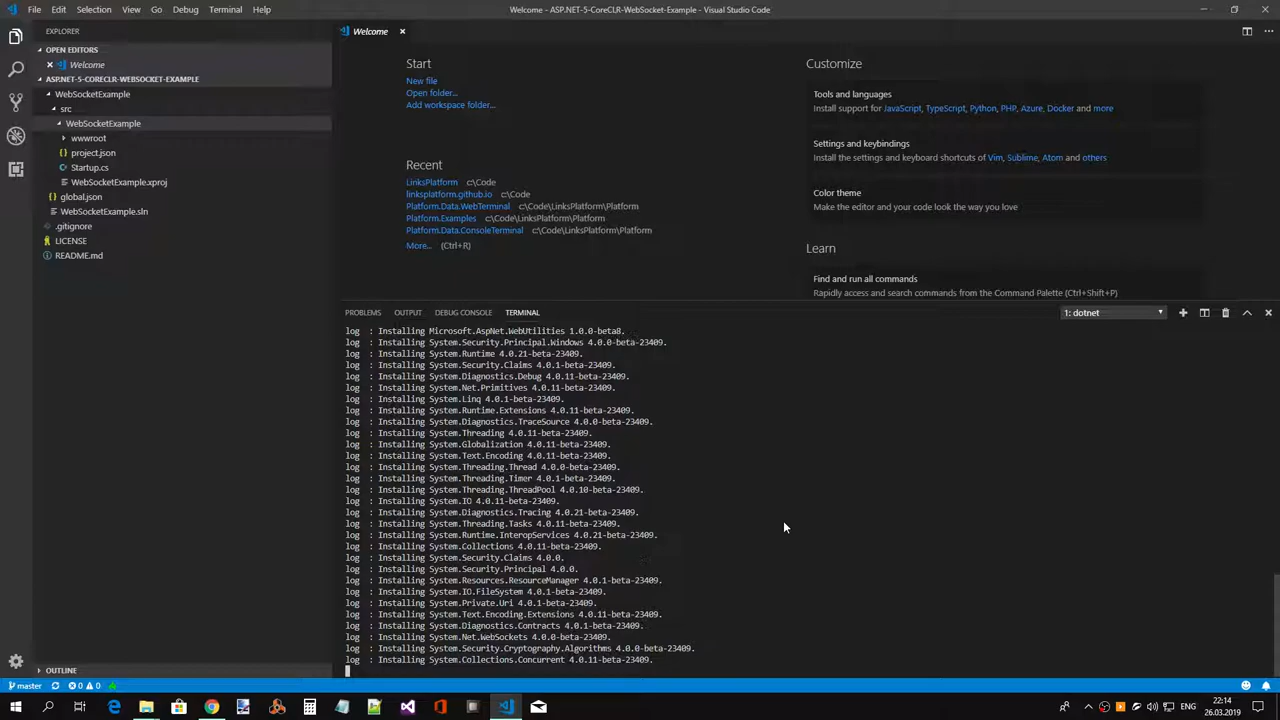 File Edit Selection View Go Debug Terminal Help
Welcome - ASP.NET-5-CoreCLR-WebSocket-Example - Visual Studio Code
EXPLORER
OPEN EDITORS
Welcome
ASP.NET-5-CORECLR-WEBSOCKET-EXAMPLE
WebSocketExample
src
WebSocketExample
wwwroot
project.json
Startup.cs
WebSocketExample.xproj
global.json
WebSocketExample.sln
.gitignore
LICENSE
README.md
OUTLINE
Welcome
Start
New file
Open folder...
Add workspace folder...
Recent
LinksPlatform c:\Code
linksplatform.github.io c:\Code
Platform.Data.WebTerminal c:\Code\LinksPlatform\Platform
Platform.Examples c:\Code\LinksPlatform\Platform
Platform.Data.ConsoleTerminal c:\Code\LinksPlatform\Platform
More... (Ctrl+R)
Customize
Tools and languages
Install support for JavaScript, TypeScript, Python, PHP, Azure, Docker and more
Settings and keybindings
Install the settings and keyboard shortcuts of Vim, Sublime, Atom and others
Color theme
Make the editor and your code look the way you love
Learn
Find and run all commands
Rapidly access and search commands from the Command Palette (Ctrl+Shift+P)
PROBLEMS OUTPUT DEBUG CONSOLE TERMINAL
1: dotnet
log : Installing Microsoft.AspNet.WebUtilities 1.0.0-beta8.
log : Installing System.Security.Principal.Windows 4.0.0-beta-23409.
log : Installing System.Runtime 4.0.21-beta-23409.
log : Installing System.Security.Claims 4.0.1-beta-23409.
log : Installing System.Diagnostics.Debug 4.0.11-beta-23409.
log : Installing System.Net.Primitives 4.0.11-beta-23409.
log : Installing System.Linq 4.0.1-beta-23409.
log : Installing System.Runtime.Extensions 4.0.11-beta-23409.
log : Installing System.Diagnostics.TraceSource 4.0.0-beta-23409.
log : Installing System.Threading 4.0.11-beta-23409.
log : Installing System.Globalization 4.0.11-beta-23409.
log : Installing System.Text.Encoding 4.0.11-beta-23409.
log : Installing System.Threading.Thread 4.0.0-beta-23409.
log : Installing System.Threading.Timer 4.0.1-beta-23409.
log : Installing System.Threading.ThreadPool 4.0.10-beta-23409.
log : Installing System.IO 4.0.11-beta-23409.
log : Installing System.Diagnostics.Tracing 4.0.21-beta-23409.
log : Installing System.Threading.Tasks 4.0.11-beta-23409.
log : Installing System.Runtime.InteropServices 4.0.21-beta-23409.
log : Installing System.Collections 4.0.11-beta-23409.
log : Installing System.Security.Claims 4.0.0.
log : Installing System.Security.Principal 4.0.0.
log : Installing System.Resources.ResourceManager 4.0.1-beta-23409.
log : Installing System.IO.FileSystem 4.0.1-beta-23409.
log : Installing System.Private.Uri 4.0.1-beta-23409.
log : Installing System.Text.Encoding.Extensions 4.0.11-beta-23409.
log : Installing System.Diagnostics.Contracts 4.0.1-beta-23409.
log : Installing System.Net.WebSockets 4.0.0-beta-23409.
log : Installing System.Security.Cryptography.Algorithms 4.0.0-beta-23409.
log : Installing System.Collections.Concurrent 4.0.11-beta-23409.
master 0 0
ENG
22:14
26.03.2019